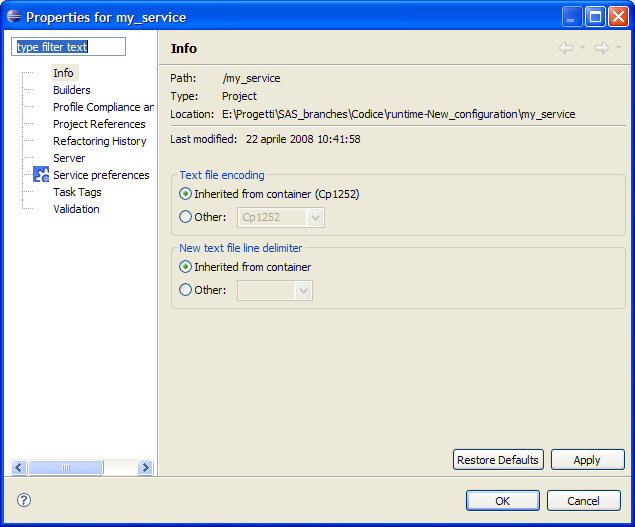 Properties for my_service
type filter text
Info
Builders
Profile Compliance an
Project References
Refactoring History
Server
Service preferences
Task Tags
Validation
Info
Path: /my_service
Type: Project
Location: E:\Progetti\SAS_branches\Codice\runtime-New_configuration\my_service
Last modified: 22 aprile 2008 10:41:58
Text file encoding
Inherited from container (Cp1252)
Other: Cp1252
New text file line delimiter
Inherited from container
Other:
Restore Defaults Apply
? OK Cancel